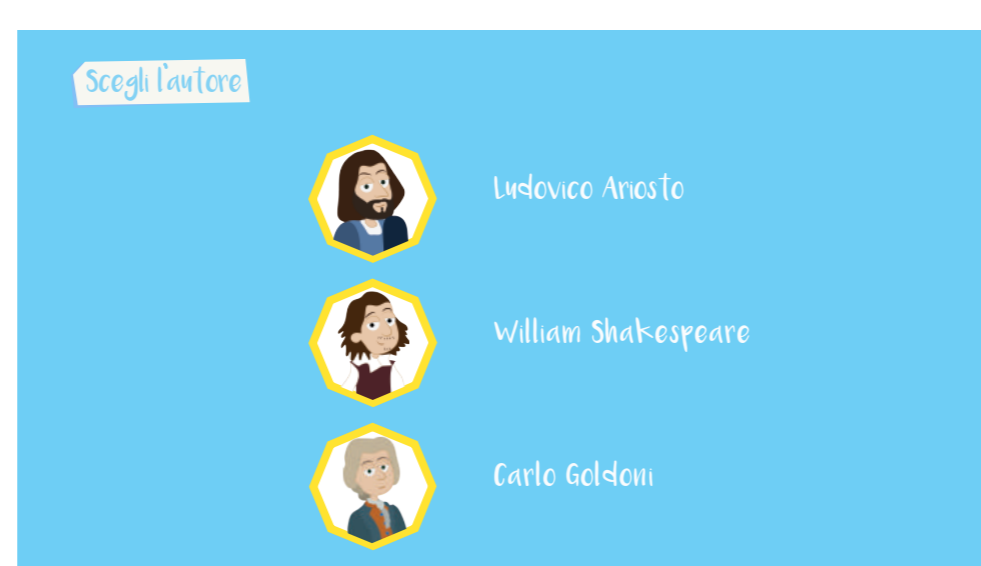 Scegli l'autore
Ludovico Ariosto
William Shakespeare
Carlo Goldoni